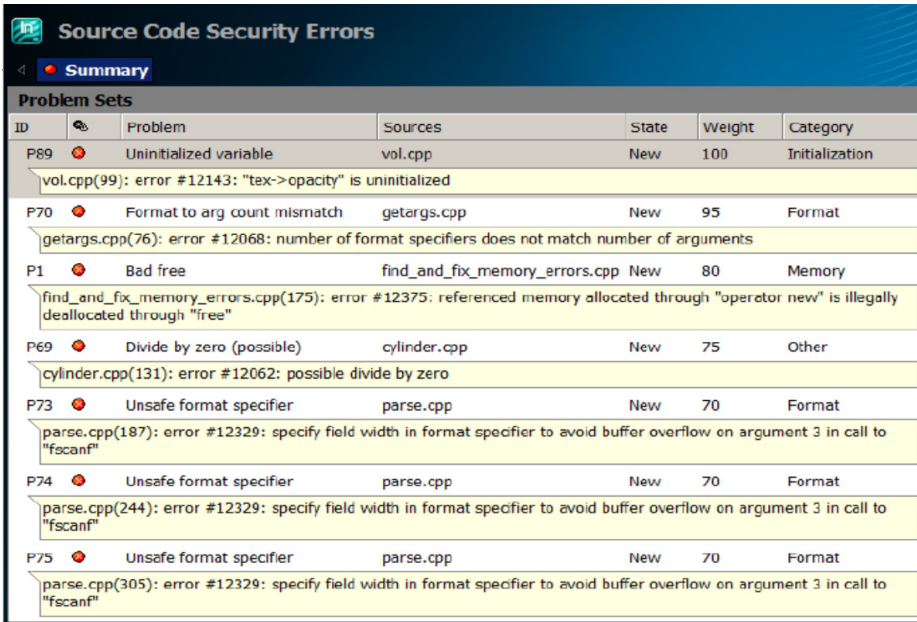 In
Source Code Security Errors
Summary
Problem Sets
ID Problem Sources State Weight Category
P89 Uninitialized variable vol.cpp New 100 Initialization
vol.cpp(99): error #12143: "tex->opacity" is uninitialized
P70 Format to arg count mismatch getargs.cpp New 95 Format
getargs.cpp(76): error #12068: number of format specifiers does not match number of arguments
P1 Bad free find_and_fix_memory_errors.cpp New 80 Memory
find_and_fix_memory_errors.cpp(175): error #12375: referenced memory allocated through "operator new" is illegally
deallocated through "free"
P69 Divide by zero (possible) cylinder.cpp New 75 Other
cylinder.cpp(131): error #12062: possible divide by zero
P73 Unsafe format specifier parse.cpp New 70 Format
parse.cpp(187): error #12329: specify field width in format specifier to avoid buffer overflow on argument 3 in call to
"fscanf"
P74 Unsafe format specifier parse.cpp New 70 Format
parse.cpp(244): error #12329: specify field width in format specifier to avoid buffer overflow on argument 3 in call to
"fscanf"
P75 Unsafe format specifier parse.cpp New 70 Format
parse.cpp(305): error #12329: specify field width in format specifier to avoid buffer overflow on argument 3 in call to
"fscanf"